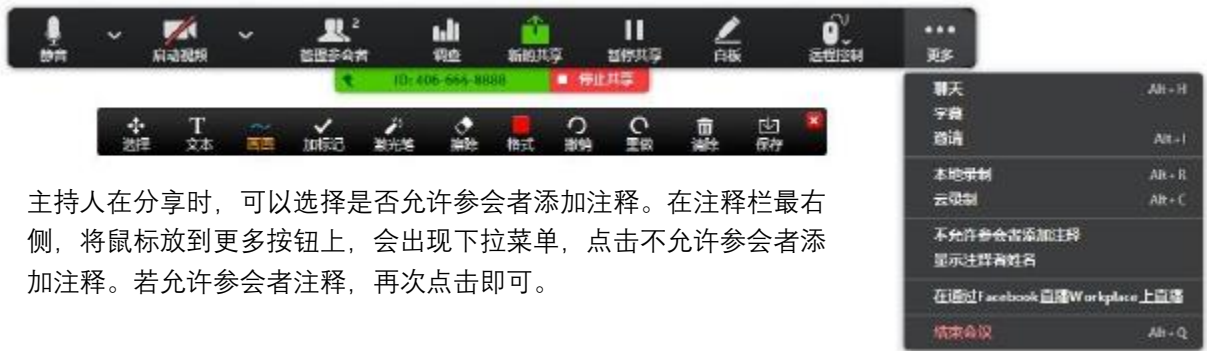 静音
启动视频
管理参会者 2
调查
新的共享
暂停共享
白板
远程控制
更多
ID: 406-666-8888
停止共享
选择
T
文本
画图
加标记
激光笔
擦除
格式
撤销
重做
清除
保存
聊天 Alt+H
字幕
邀请 Alt+I
本地录制 Alt+R
云录制 Alt+C
不允许参会者添加注释
显示注释者姓名
在通过Facebook直播Workplace上直播
结束会议 Alt+Q
主持人在分享时，可以选择是否允许参会者添加注释。在注释栏最右
侧，将鼠标放到更多按钮上，会出现下拉菜单，点击不允许参会者添
加注释。若允许参会者注释，再次点击即可。